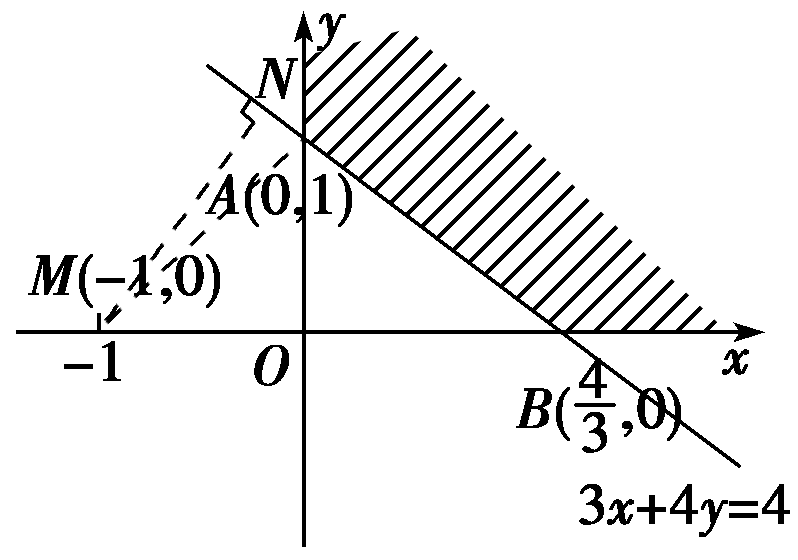 y
N
A(0,1)
M(−1,0)
−1
O
x
B(4/3,0)
3x+4y=4